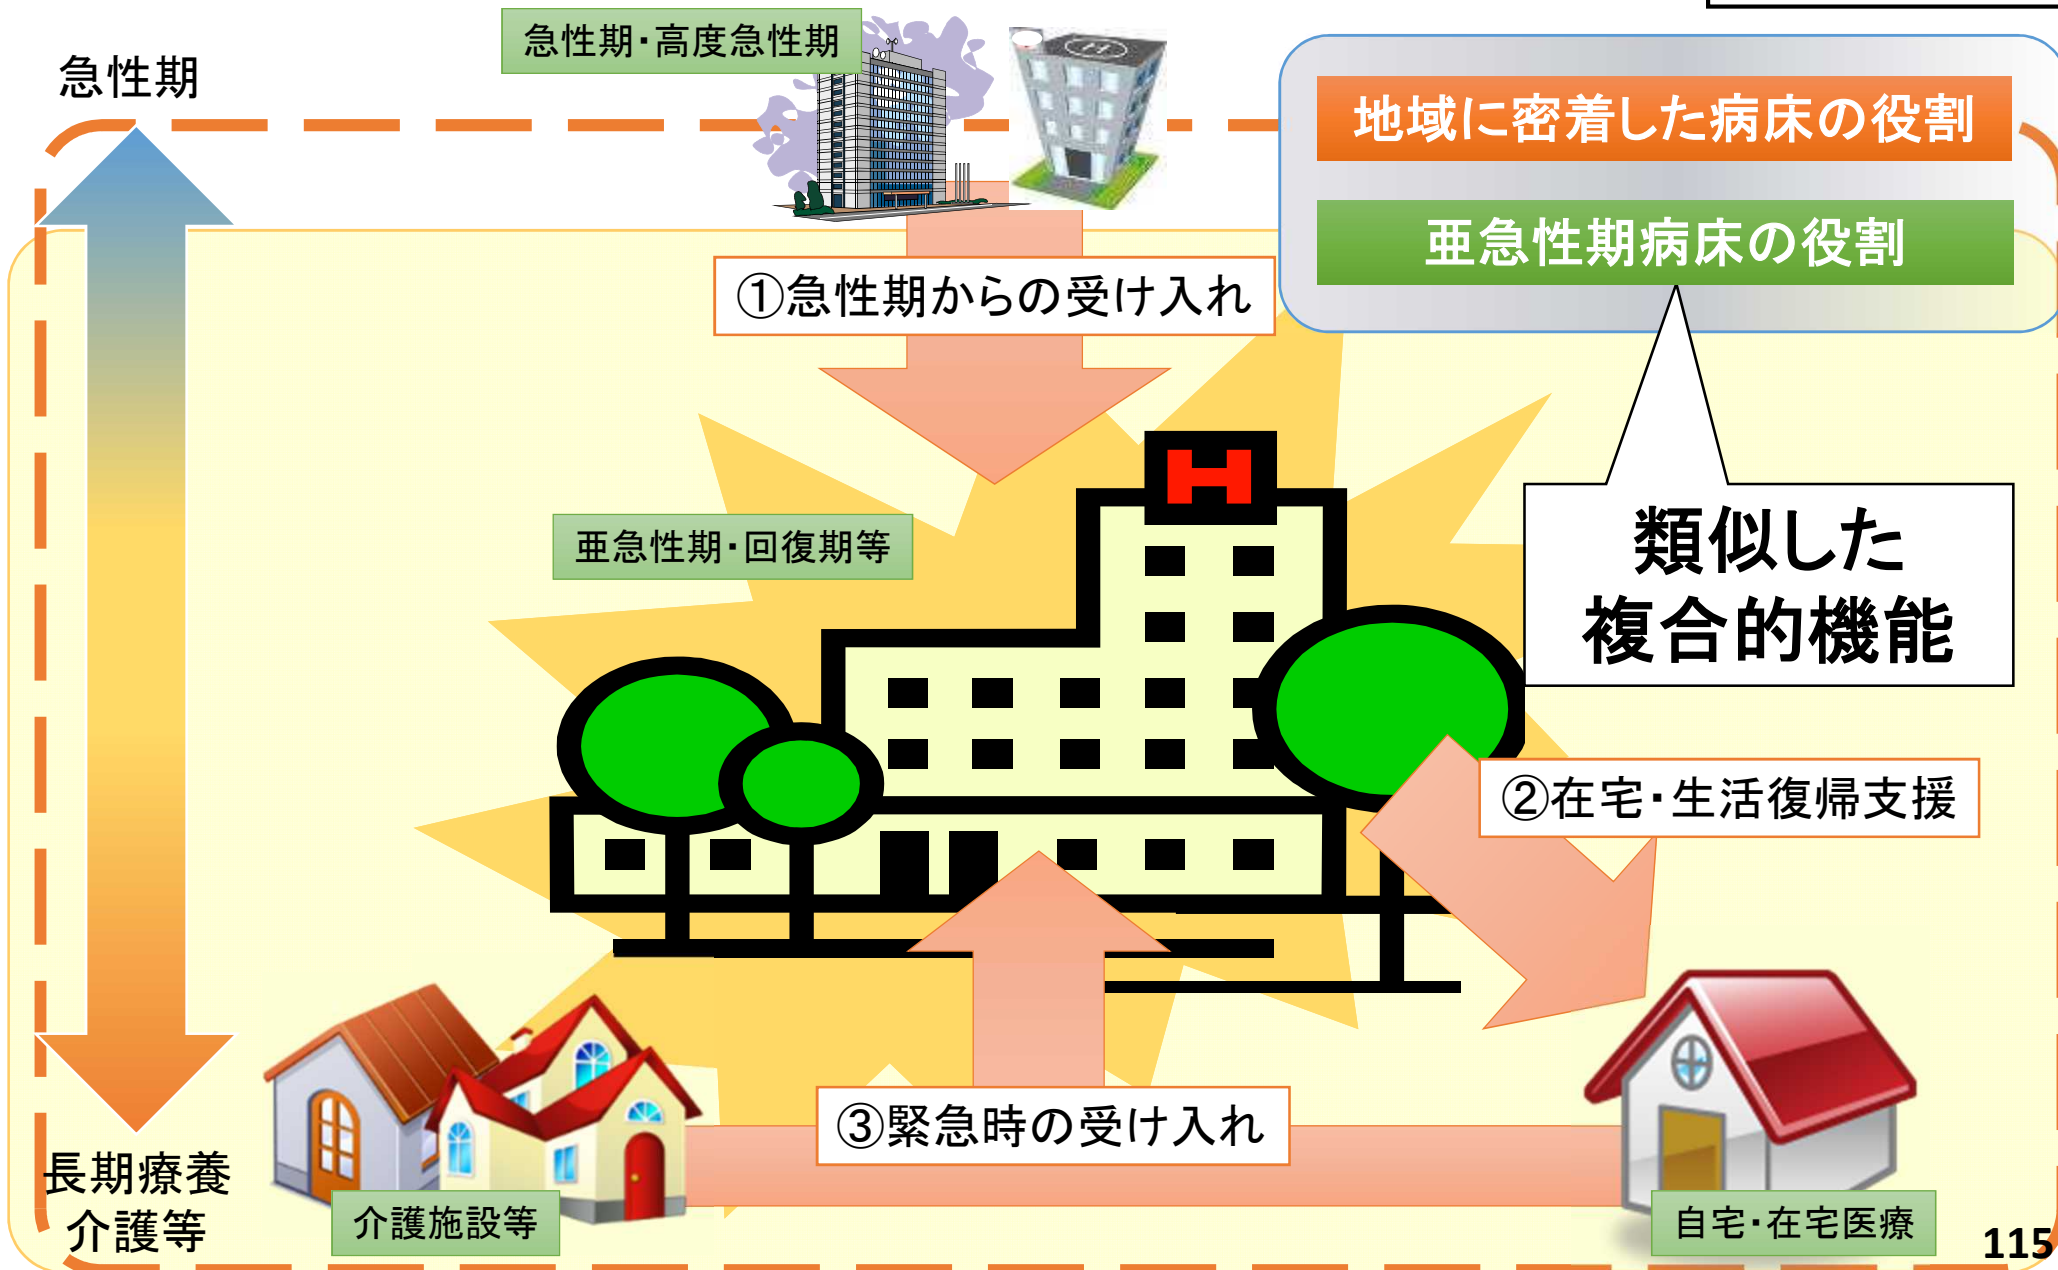 急性期・高度急性期
急性期
地域に密着した病床の役割
亜急性期病床の役割
①急性期からの受け入れ
H
亜急性期・回復期等
類似した
複合的機能
②在宅・生活復帰支援
③緊急時の受け入れ
長期療養
介護等
介護施設等
自宅・在宅医療
115